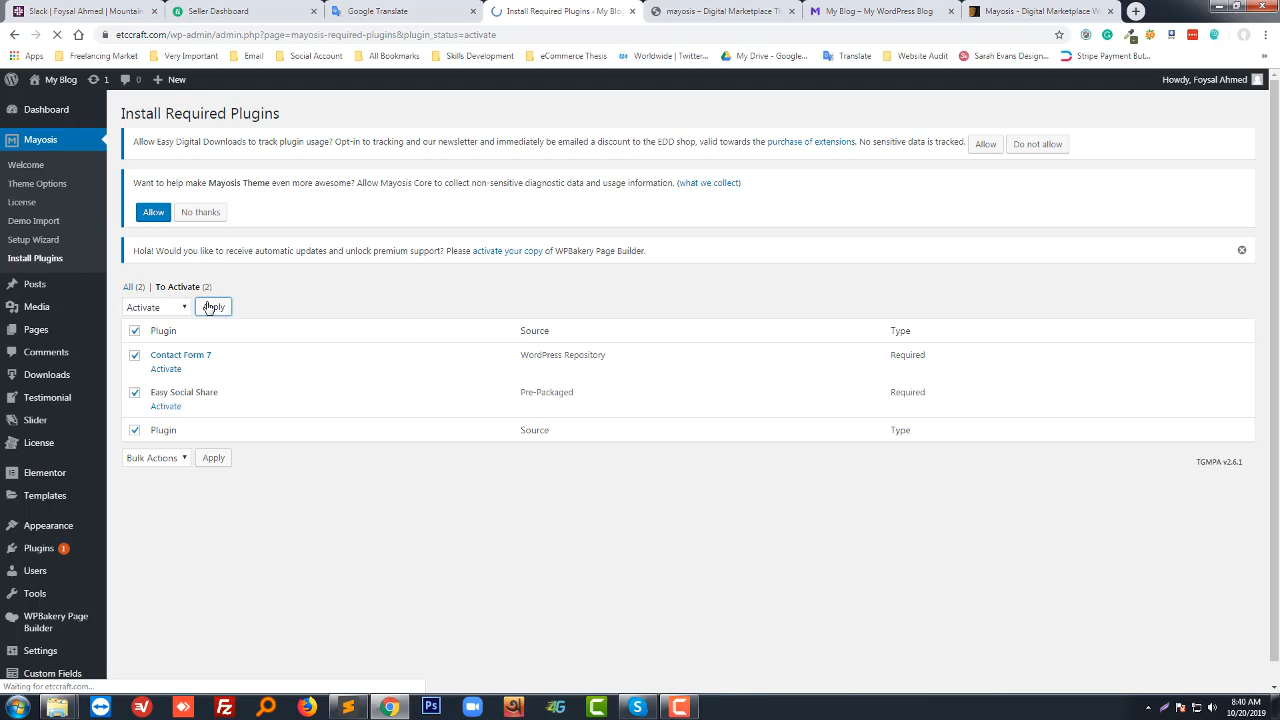 Slack | Foysal Ahmed | Mountain
Seller Dashboard
Google Translate
Install Required Plugins ‹ My Blo
mayosis – Digital Marketplace Th
My Blog – My WordPress Blog
Mayosis - Digital Marketplace W
etccraft.com/wp-admin/admin.php?page=mayosis-required-plugins&plugin_status=activate
Apps
Freelancing Market
Very Important
Email
Social Account
All Bookmarks
Skills Development
eCommerce Thesis
Worldwide | Twitter...
My Drive - Google...
Translate
Website Audit
Sarah Evans Design...
Stripe Payment But...
My Blog
1
0
New
Howdy, Foysal Ahmed
Dashboard
Mayosis
Welcome
Theme Options
License
Demo Import
Setup Wizard
Install Plugins
Posts
Media
Pages
Comments
Downloads
Testimonial
Slider
License
Elementor
Templates
Appearance
Plugins 1
Users
Tools
WPBakery Page
Builder
Settings
Custom Fields
Install Required Plugins
Allow Easy Digital Downloads to track plugin usage? Opt-in to tracking and our newsletter and immediately be emailed a discount to the EDD shop, valid towards the purchase of extensions. No sensitive data is tracked.
Allow
Do not allow
Want to help make Mayosis Theme even more awesome? Allow Mayosis Core to collect non-sensitive diagnostic data and usage information. (what we collect)
Allow
No thanks
Hola! Would you like to receive automatic updates and unlock premium support? Please activate your copy of WPBakery Page Builder.
All (2) | To Activate (2)
Activate
Plugin
Source
Type
Contact Form 7
WordPress Repository
Required
Activate
Easy Social Share
Pre-Packaged
Required
Activate
Plugin
Source
Type
Bulk Actions
Apply
TGMPA v2.6.1
Waiting for etccraft.com...
8:40 AM
10/20/2019